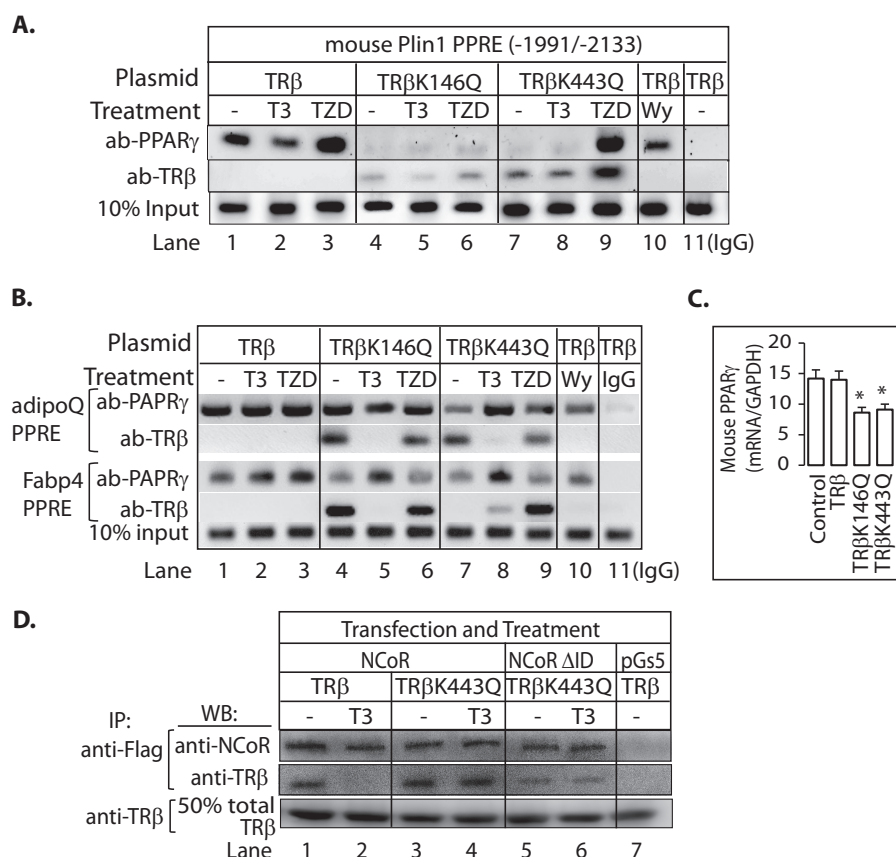 A.
mouse Plin1 PPRE (-1991/-2133)
Plasmid TRβ TRβK146Q TRβK443Q TRβ TRβ
Treatment - T3 TZD - T3 TZD - T3 TZD Wy -
ab-PPARγ
ab-TRβ
10% Input
Lane 1 2 3 4 5 6 7 8 9 10 11(IgG)
B.
Plasmid TRβ TRβK146Q TRβK443Q TRβ TRβ
Treatment - T3 TZD - T3 TZD - T3 TZD Wy IgG
adipoQ PPRE
ab-PAPRγ
ab-TRβ
Fabp4 PPRE
ab-PAPRγ
ab-TRβ
10% input
Lane 1 2 3 4 5 6 7 8 9 10 11(IgG)
C.
Mouse PPARγ
(mRNA/GAPDH)
20
15
10
5
0
* *
Control
TRβ
TRβK146Q
TRβK443Q
D.
Transfection and Treatment
NCoR NCoR ΔID pGs5
TRβ TRβK443Q TRβK443Q TRβ
IP: WB: - T3 - T3 - T3 -
anti-Flag anti-NCoR
anti-TRβ
anti-TRβ 50% total
TRβ
Lane 1 2 3 4 5 6 7